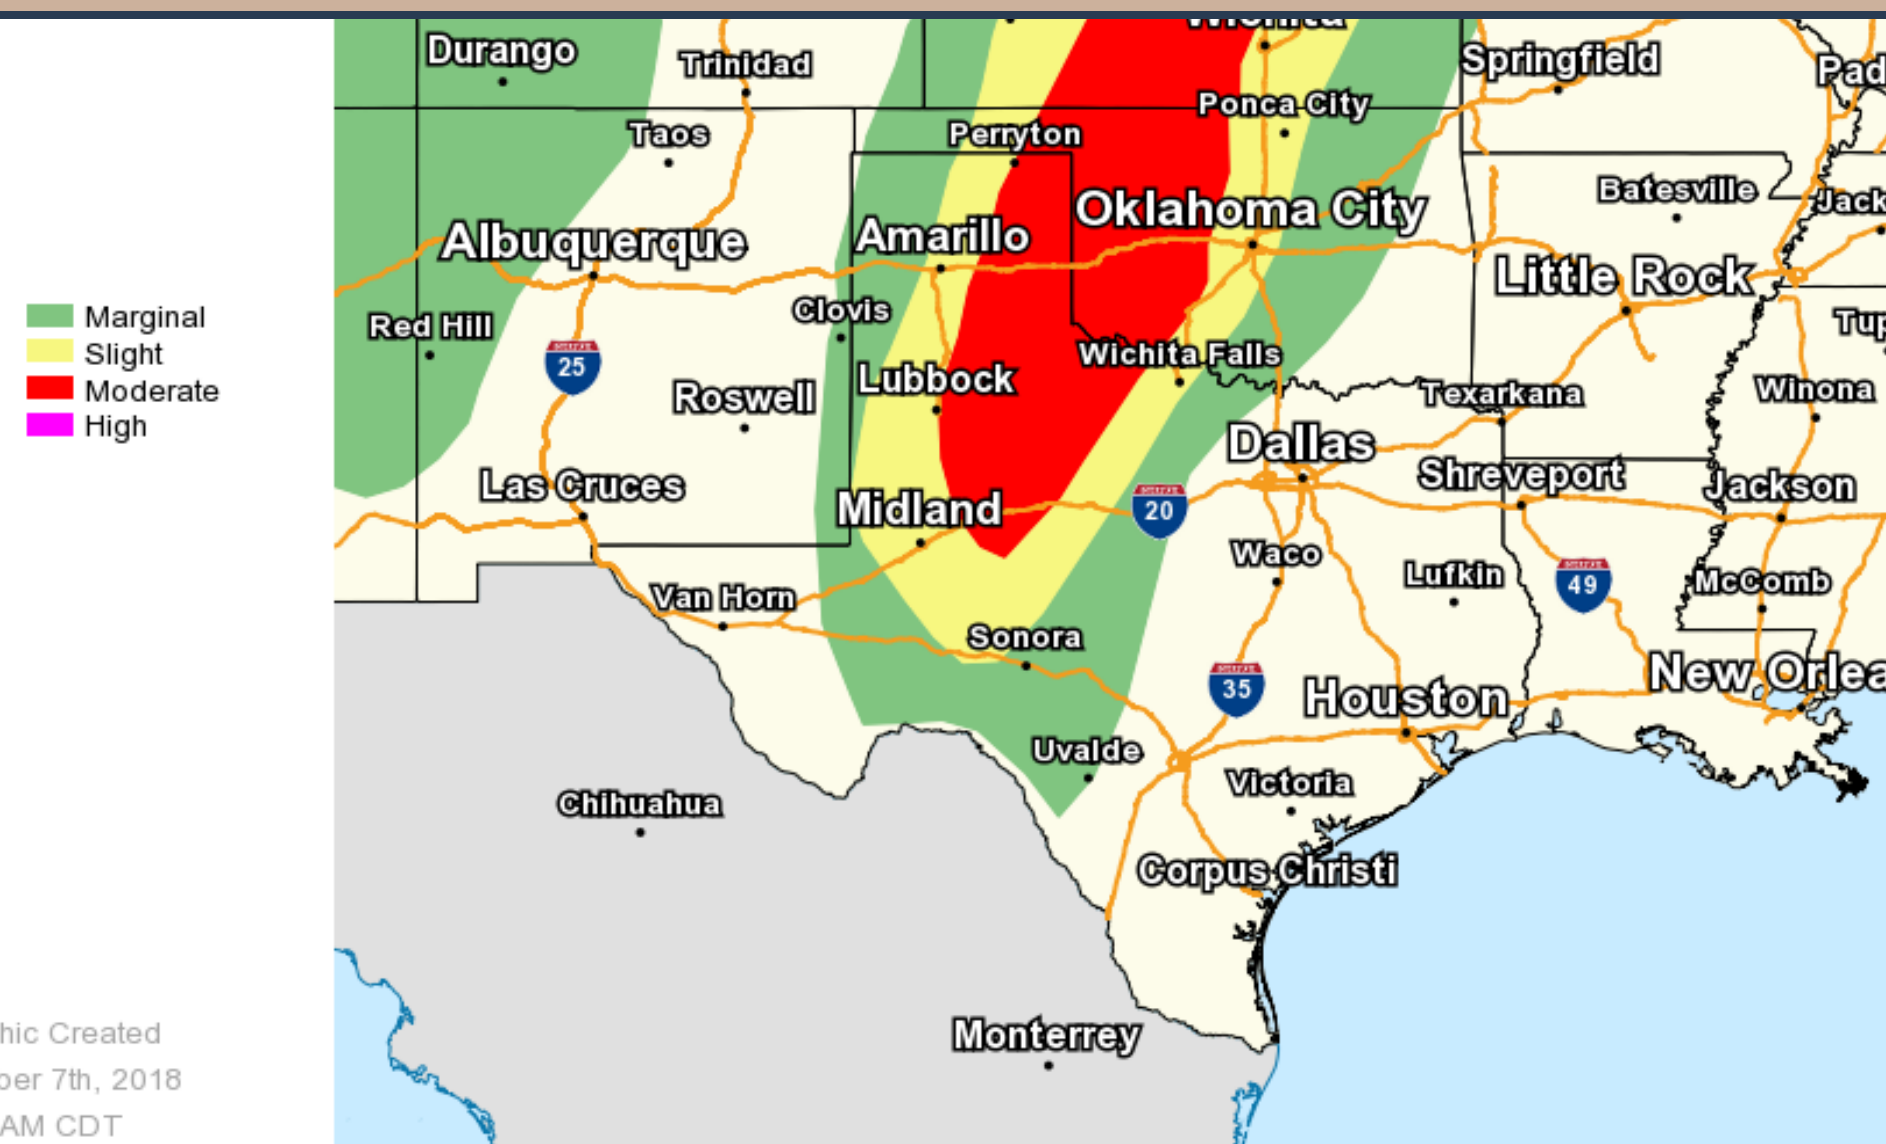 Wichita
Durango
Trinidad
Springfield
Ponca City
Taos
Perryton
Batesville
Oklahoma City
Albuquerque
Amarillo
Little Rock
Clovis
Marginal
Red Hill
Slight
Wichita Falls
25
Moderate
Lubbock
Roswell
Texarkana
Winona
High
Dallas
Las Cruces
Shreveport
Jackson
Midland
20
Waco
Lufkin
49
McComb
Van Horn
Sonora
35
Houston
New Orlea
Uvalde
Victoria
Chihuahua
Corpus Christi
hic Created
Monterrey
ber 7th, 2018
AM CDT